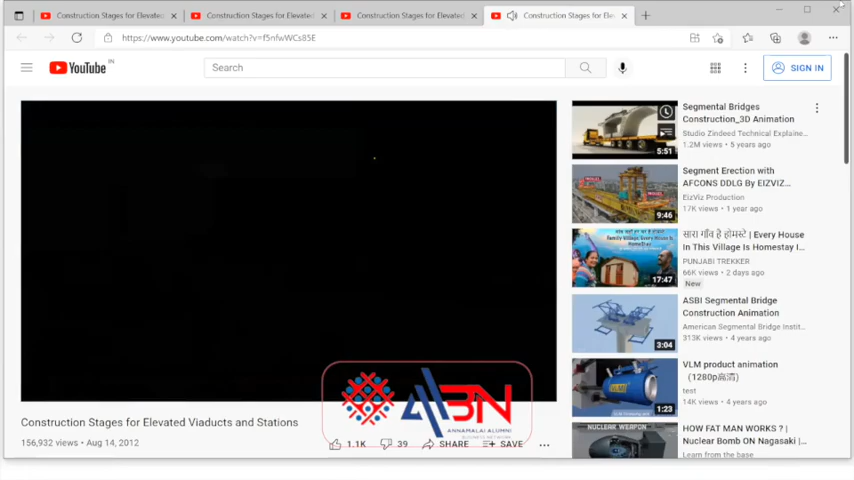 Construction Stages for Elevated
Construction Stages for Elevated
Construction Stages for Elevated
Construction Stages for Ele
https://www.youtube.com/watch?v=f5nfwWCs85E
YouTube IN
Search
SIGN IN
Segmental Bridges
Construction_3D Animation
Studio Zindeed Technical Explaine...
1.2M views • 5 years ago
5:51
Segment Erection with
AFCONS DDLG By EIZVIZ...
EizViz Production
17K views • 1 year ago
9:46
सारा गाँव है होमस्टे | Every House
In This Village Is Homestay I...
PUNJABI TREKKER
66K views • 2 days ago
New
17:47
ASBI Segmental Bridge
Construction Animation
American Segmental Bridge Instit...
313K views • 4 years ago
3:04
VLM product animation
(1280p高清)
test
14K views • 4 years ago
1:23
HOW FAT MAN WORKS ? |
Nuclear Bomb ON Nagasaki |...
Learn from the base
NUCLEAR WEAPON
ABN
ANNAMALAI ALUMNI
BUSINESS NETWORK
Construction Stages for Elevated Viaducts and Stations
156,932 views • Aug 14, 2012
1.1K
39
SHARE
SAVE